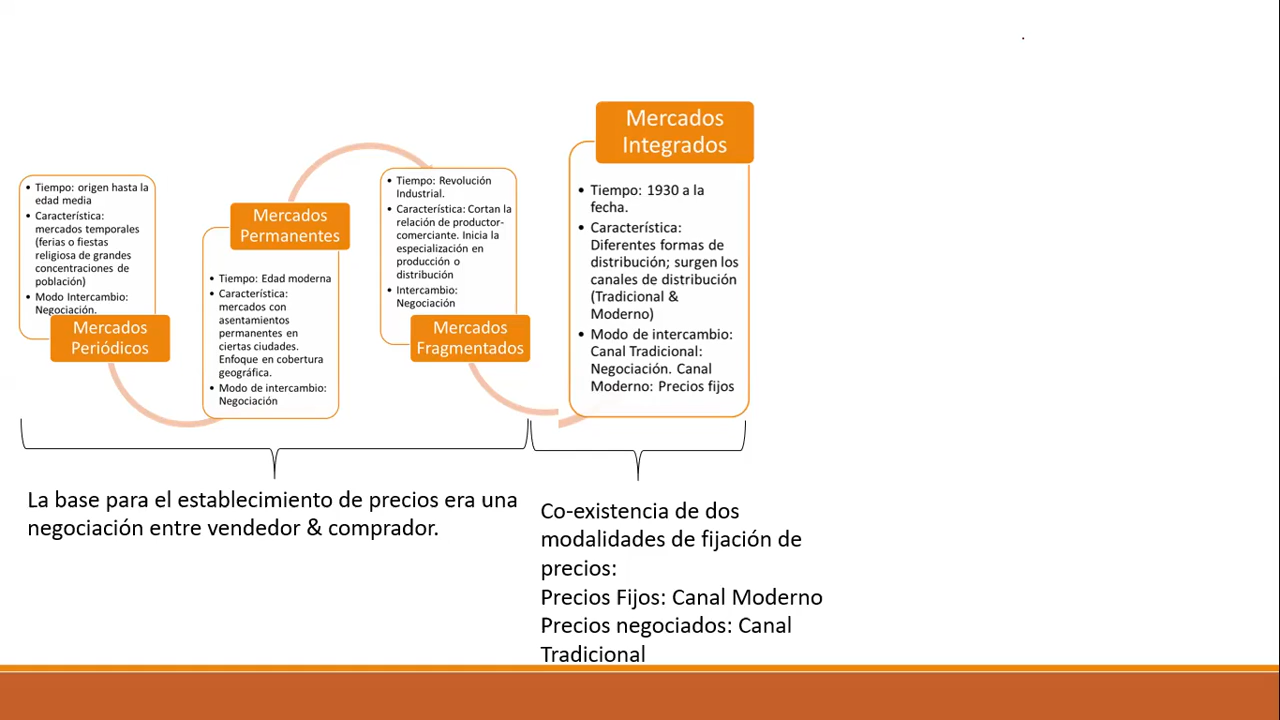 • Tiempo: origen hasta la
edad media
• Característica:
mercados temporales
(ferias o fiestas
religiosa de grandes
concentraciones de
población)
• Modo Intercambio:
Negociación.
Mercados
Periódicos
Mercados
Permanentes
• Tiempo: Edad moderna
• Característica:
mercados con
asentamientos
permanentes en
ciertas ciudades.
Enfoque en cobertura
geográfica.
• Modo de intercambio:
Negociación
• Tiempo: Revolución
Industrial.
• Característica: Cortan la
relación de productor-
comerciante. Inicia la
especialización en
producción o
distribución
• Intercambio:
Negociación
Mercados
Fragmentados
Mercados
Integrados
• Tiempo: 1930 a la
fecha.
• Característica:
Diferentes formas de
distribución; surgen los
canales de distribución
(Tradicional &
Moderno)
• Modo de intercambio:
Canal Tradicional:
Negociación. Canal
Moderno: Precios fijos
La base para el establecimiento de precios era una
negociación entre vendedor & comprador.
Co-existencia de dos
modalidades de fijación de
precios:
Precios Fijos: Canal Moderno
Precios negociados: Canal
Tradicional